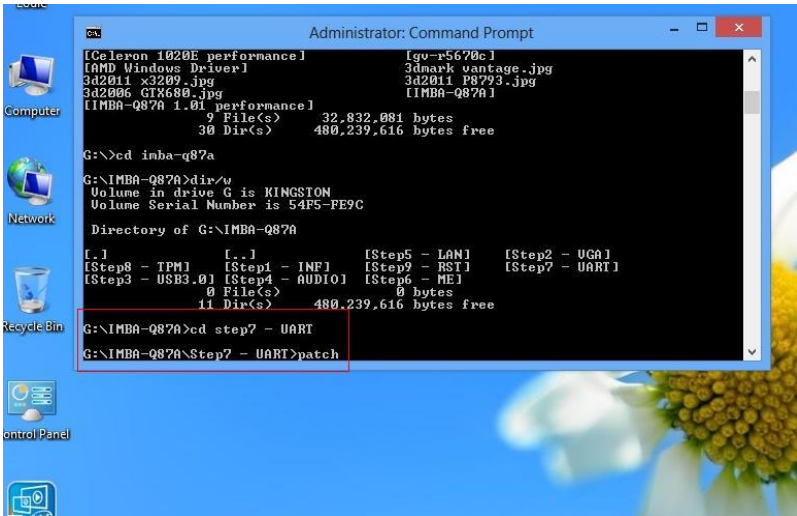 Administrator: Command Prompt
[Celeron 1020E performance] [gv-r5670c]
[AMD Windows Driver] 3dmark vantage.jpg
3d2011 x3209.jpg 3d2011 P8793.jpg
3d2006 GTX680.jpg [IMBA-Q87A]
[IMBA-Q87A 1.01 performance]
9 File(s) 32,832,081 bytes
30 Dir(s) 480,239,616 bytes free
G:\>cd imba-q87a
G:\IMBA-Q87A>dir/w
Volume in drive G is KINGSTON
Volume Serial Number is 54F5-FE9C
Directory of G:\IMBA-Q87A
[.] [..] [Step5 - LAN] [Step2 - VGA]
[Step8 - TPM] [Step1 - INF] [Step9 - RST] [Step7 - UART]
[Step3 - USB3.0] [Step4 - AUDIO] [Step6 - ME]
0 File(s) 0 bytes
11 Dir(s) 480,239,616 bytes free
G:\IMBA-Q87A>cd step7 - UART
G:\IMBA-Q87A\Step7 - UART>patch
Computer
Network
Recycle Bin
ontrol Panel